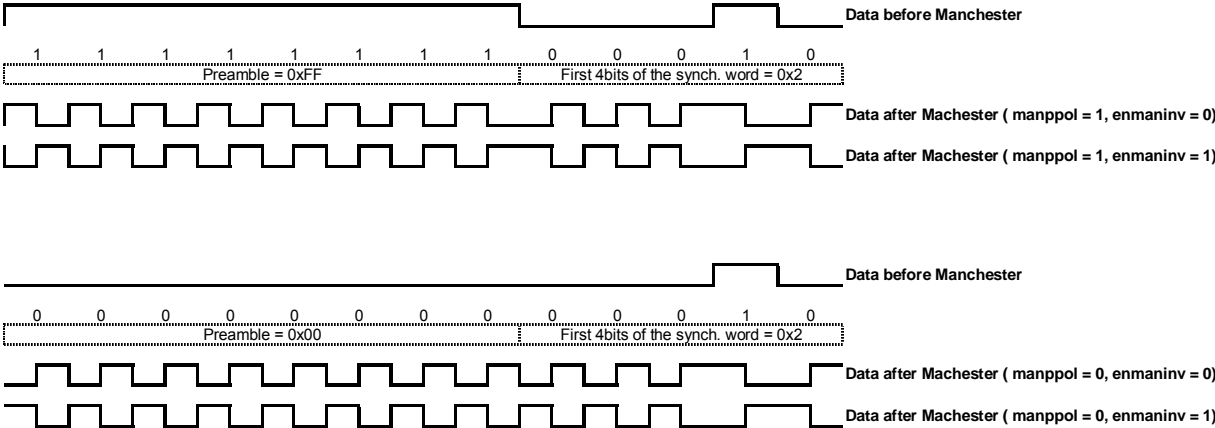 Data before Manchester
1 1 1 1 1 1 1 1 0 0 0 1 0
Preamble = 0xFF First 4bits of the synch. word = 0x2
Data after Machester ( manppol = 1, enmaninv = 0)
Data after Machester ( manppol = 1, enmaninv = 1)
Data before Manchester
0 0 0 0 0 0 0 0 0 0 0 1 0
Preamble = 0x00 First 4bits of the synch. word = 0x2
Data after Machester ( manppol = 0, enmaninv = 0)
Data after Machester ( manppol = 0, enmaninv = 1)